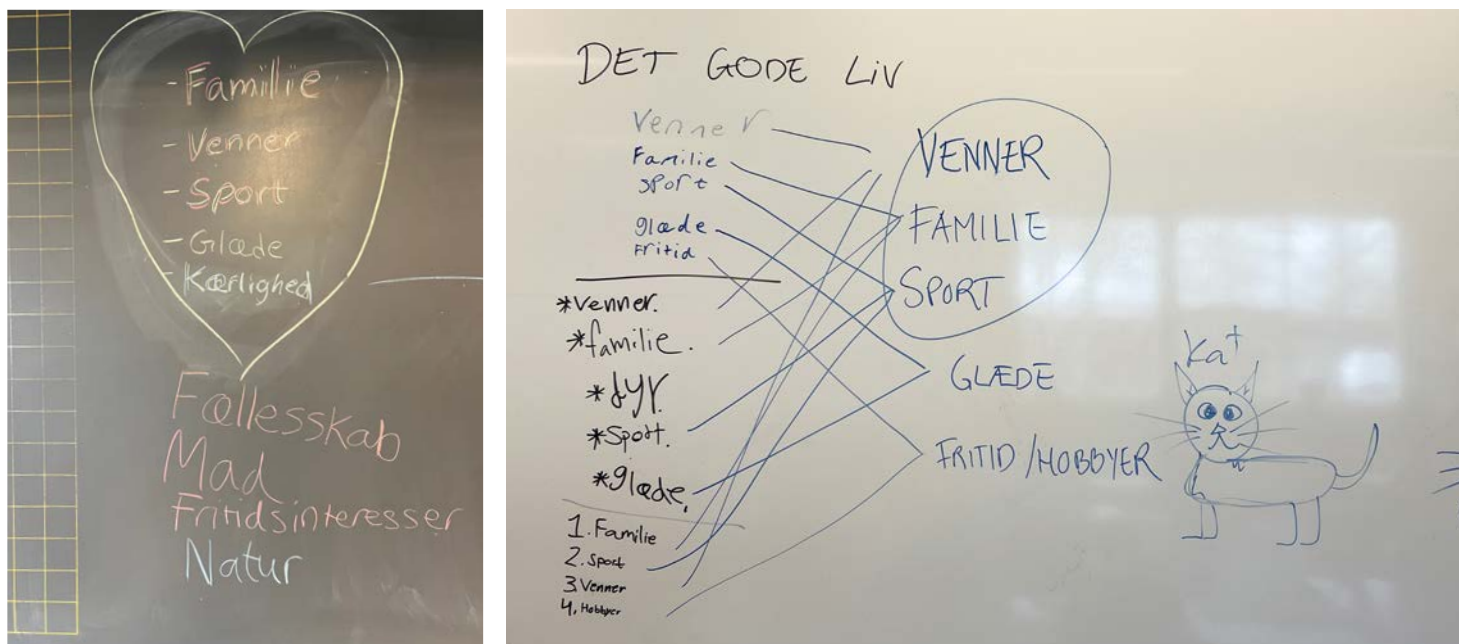 - Familie
- Venner
- Sport
- Glæde
- Kærlighed
Fællesskab
Mad
Fritidsinteresser
Natur
DET GODE LiV
Venner
Familie
sport
glæde
Fritid
*venner.
*familie.
*dyr.
*Sport.
*glæde.
1. Familie
2. Sport
3. Venner
4. Hobbyer
VENNER
FAMILIE
SPORT
GLÆDE
FRITID/HOBBYER
Kat